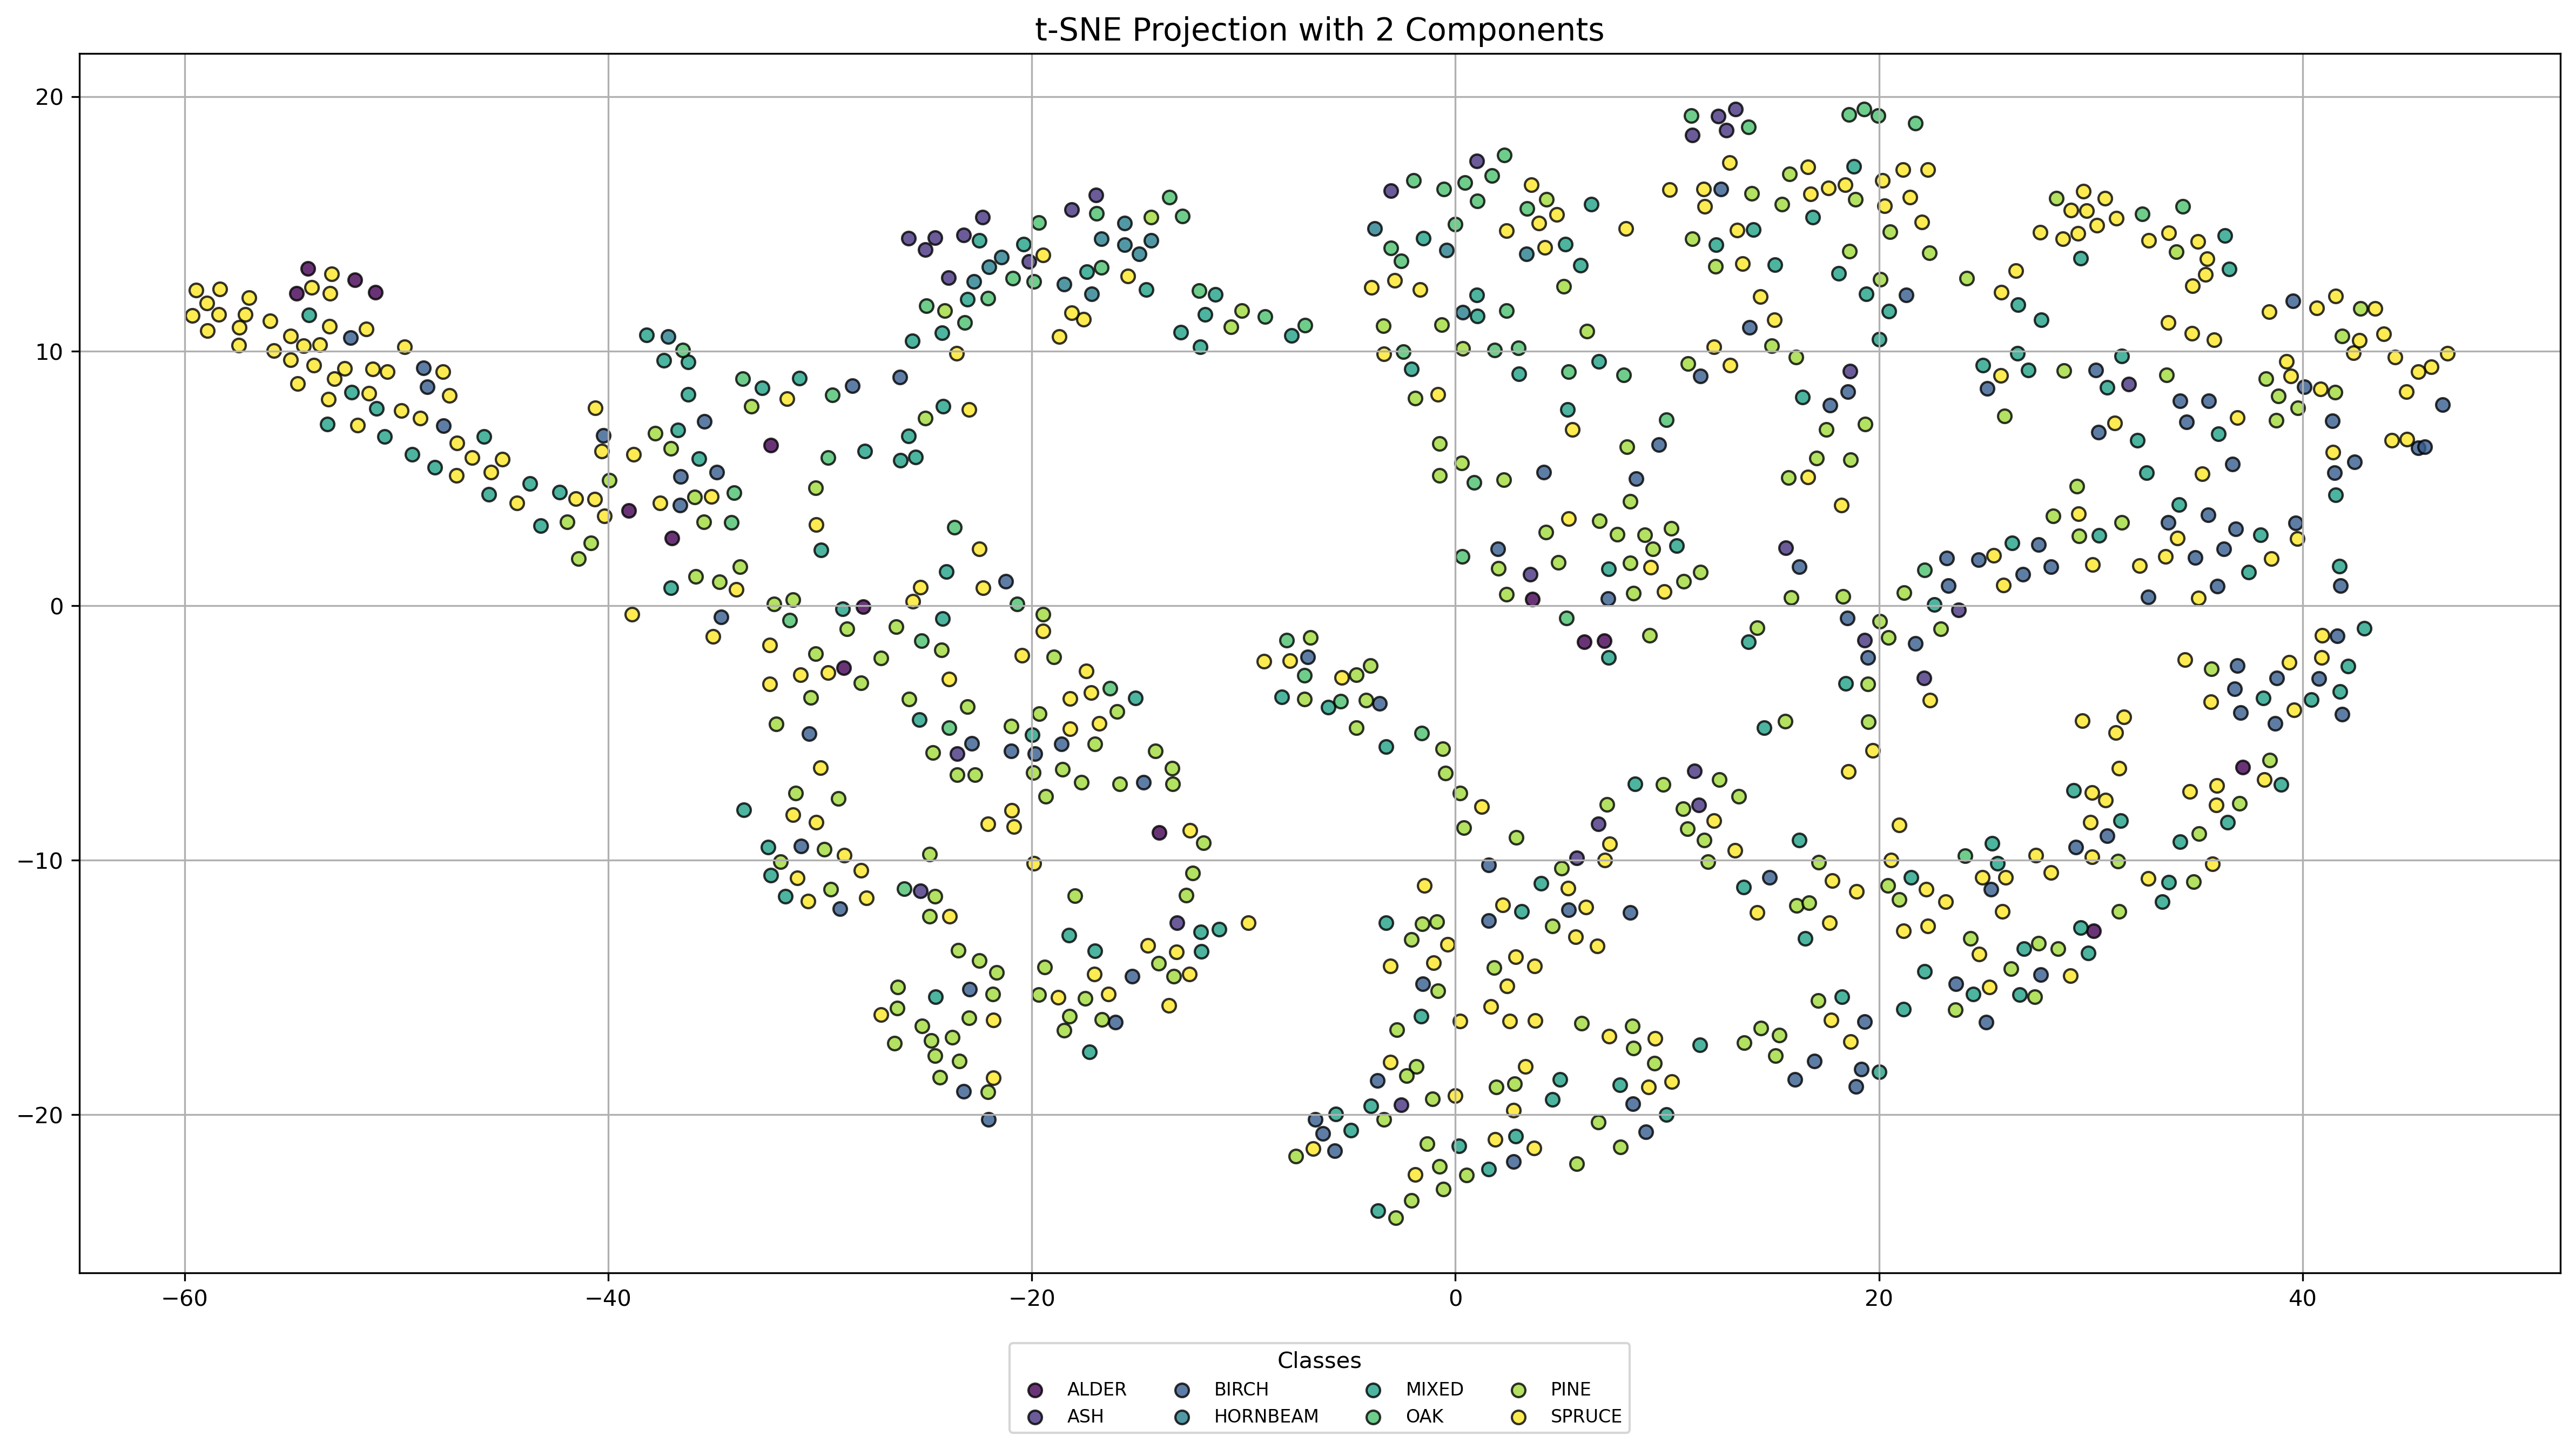 t-SNE Projection with 2 Components
20
10
0
−10
−20
−60 −40 −20 0 20 40
Classes
ALDER BIRCH MIXED PINE
ASH HORNBEAM OAK SPRUCE